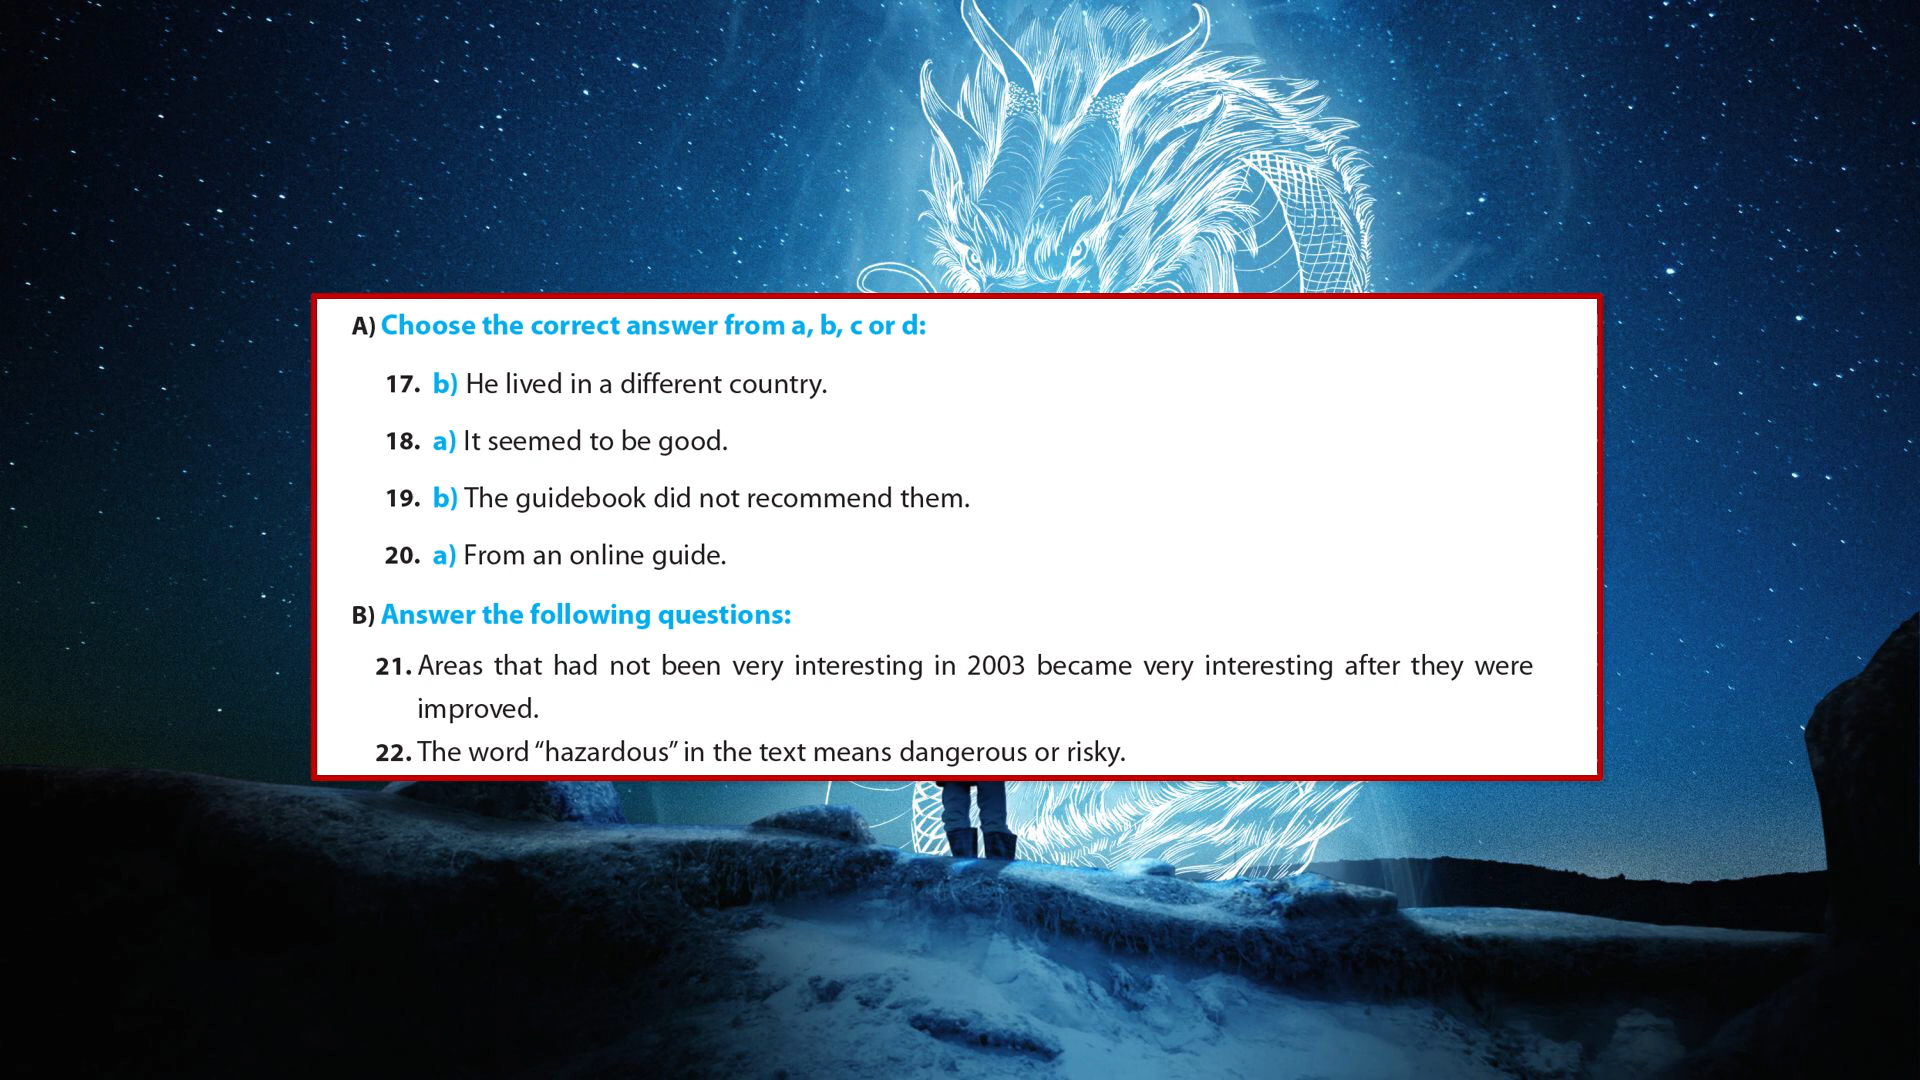 A) Choose the correct answer from a, b, c or d:
17. b) He lived in a different country.
18. a) It seemed to be good.
19. b) The guidebook did not recommend them.
20. a) From an online guide.
B) Answer the following questions:
21. Areas that had not been very interesting in 2003 became very interesting after they were
improved.
22. The word “hazardous” in the text means dangerous or risky.